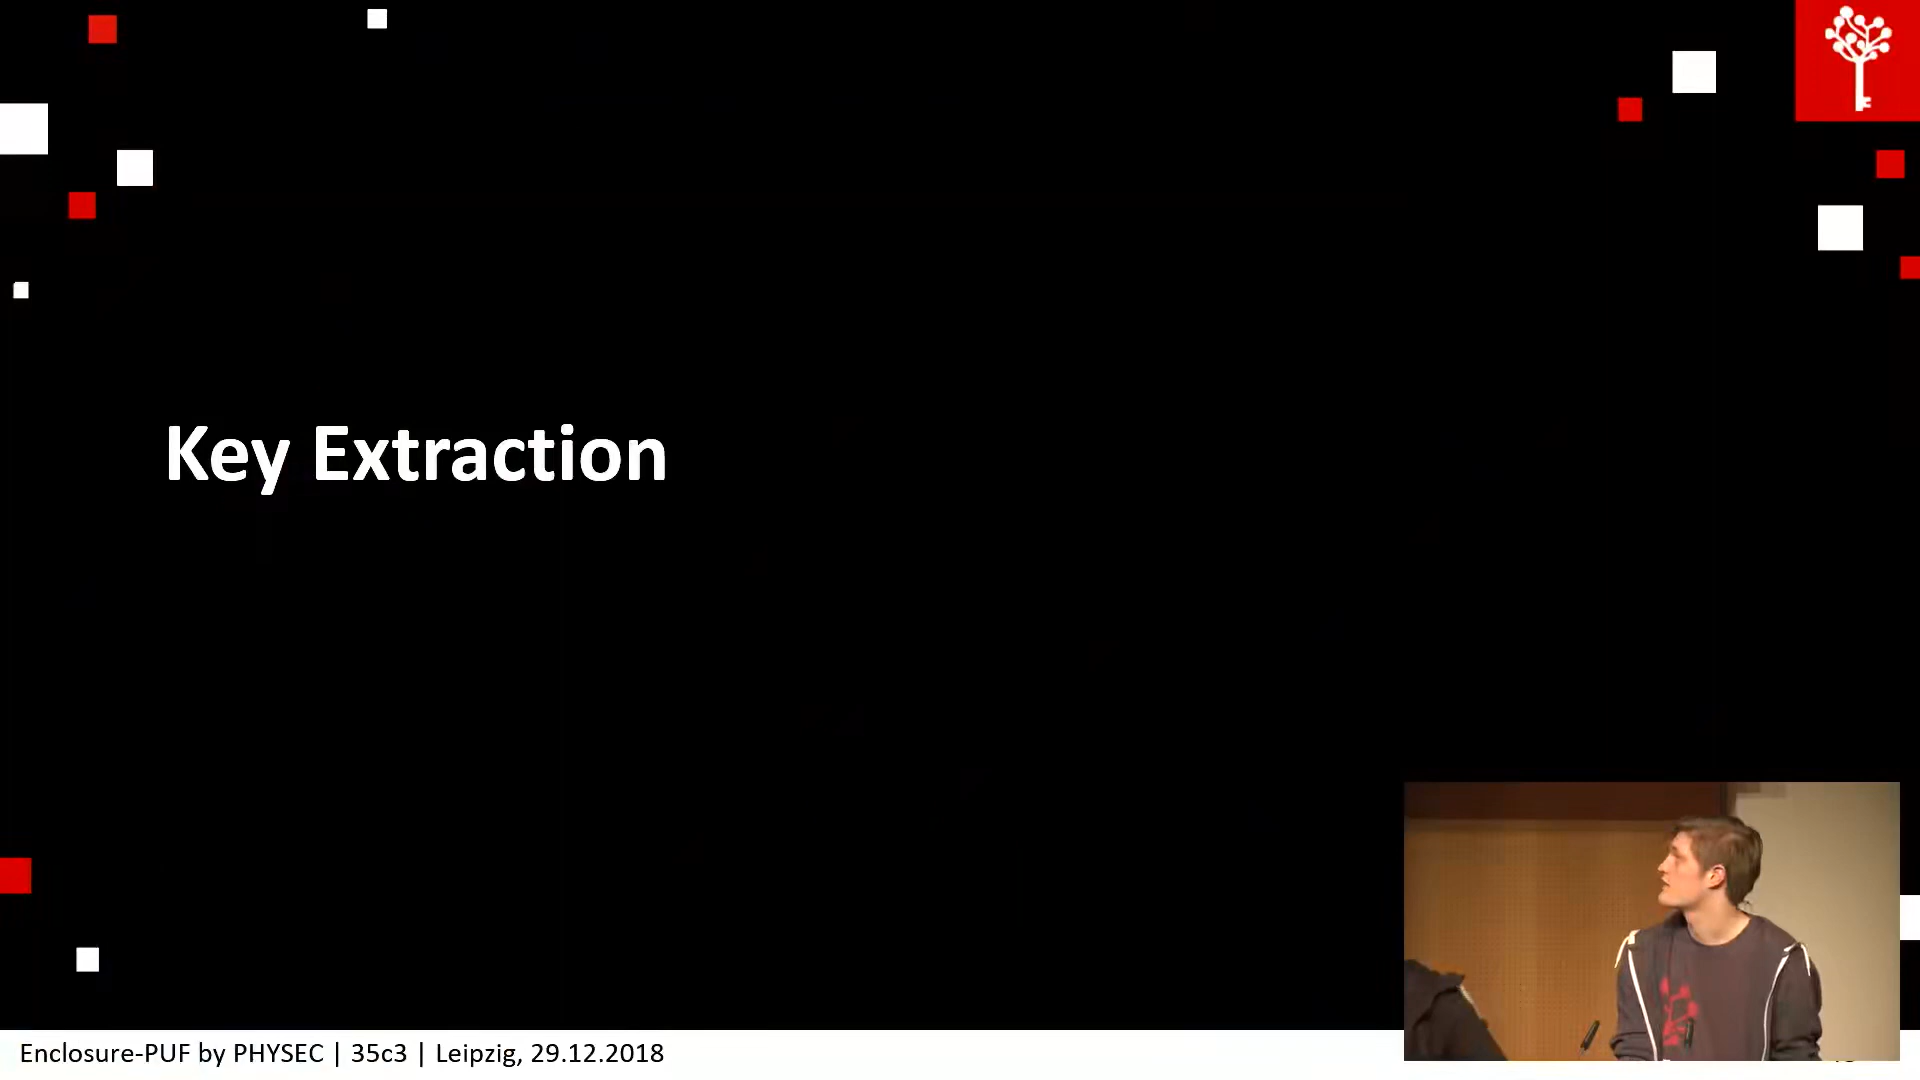 Key Extraction
Enclosure-PUF by PHYSEC | 35c3 | Leipzig, 29.12.2018